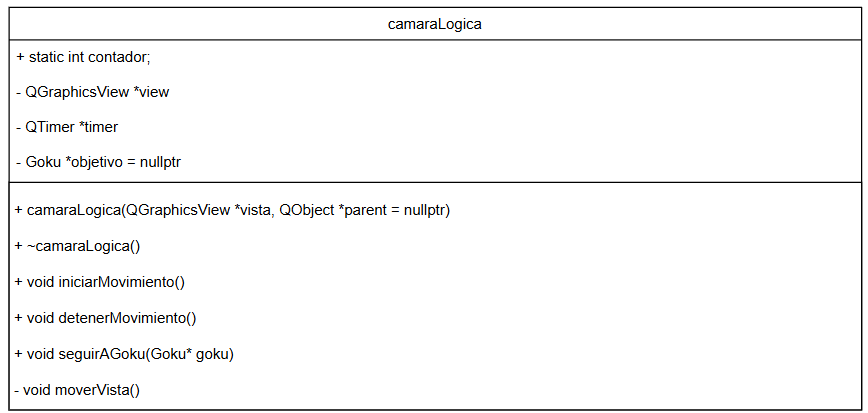 camaraLogica
+ static int contador;
- QGraphicsView *view
- QTimer *timer
- Goku *objetivo = nullptr
+ camaraLogica(QGraphicsView *vista, QObject *parent = nullptr)
+ ~camaraLogica()
+ void iniciarMovimiento()
+ void detenerMovimiento()
+ void seguirAGoku(Goku* goku)
- void moverVista()